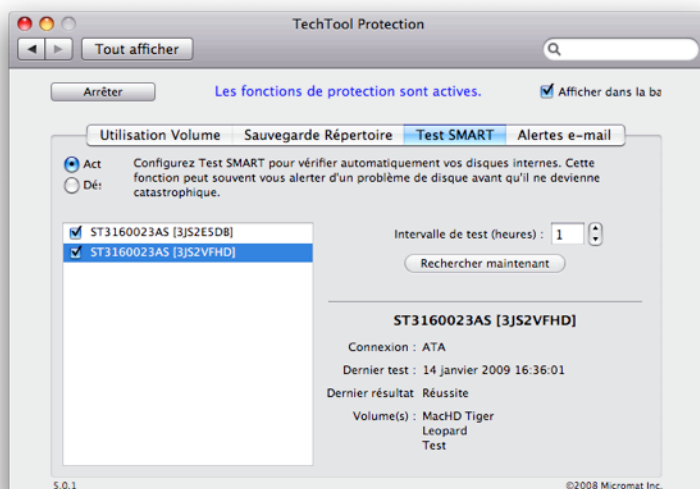 TechTool Protection
Tout afficher
Arrêter
Les fonctions de protection sont actives.
Afficher dans la ba
Utilisation Volume
Sauvegarde Répertoire
Test SMART
Alertes e-mail
Act
Dés
Configurez Test SMART pour vérifier automatiquement vos disques internes. Cette
fonction peut souvent vous alerter d'un problème de disque avant qu'il ne devienne
catastrophique.
ST3160023AS [3JS2E5DB]
ST3160023AS [3JS2VFHD]
Intervalle de test (heures) : 1
Rechercher maintenant
ST3160023AS [3JS2VFHD]
Connexion : ATA
Dernier test : 14 janvier 2009 16:36:01
Dernier résultat Réussite
Volume(s) : MacHD Tiger
Leopard
Test
5.0.1
©2008 Micromat Inc.